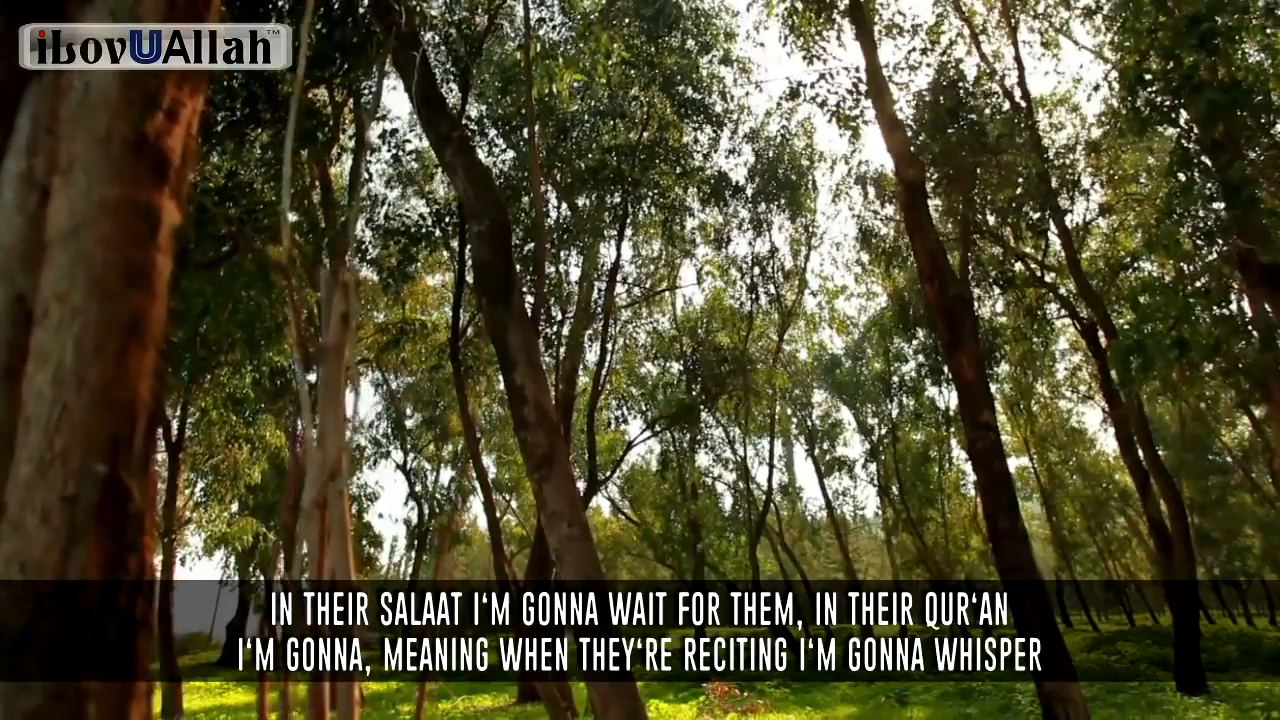 iLovUAllah™
IN THEIR SALAAT I‘M GONNA WAIT FOR THEM, IN THEIR QUR‘AN
I‘M GONNA, MEANING WHEN THEY‘RE RECITING I‘M GONNA WHISPER